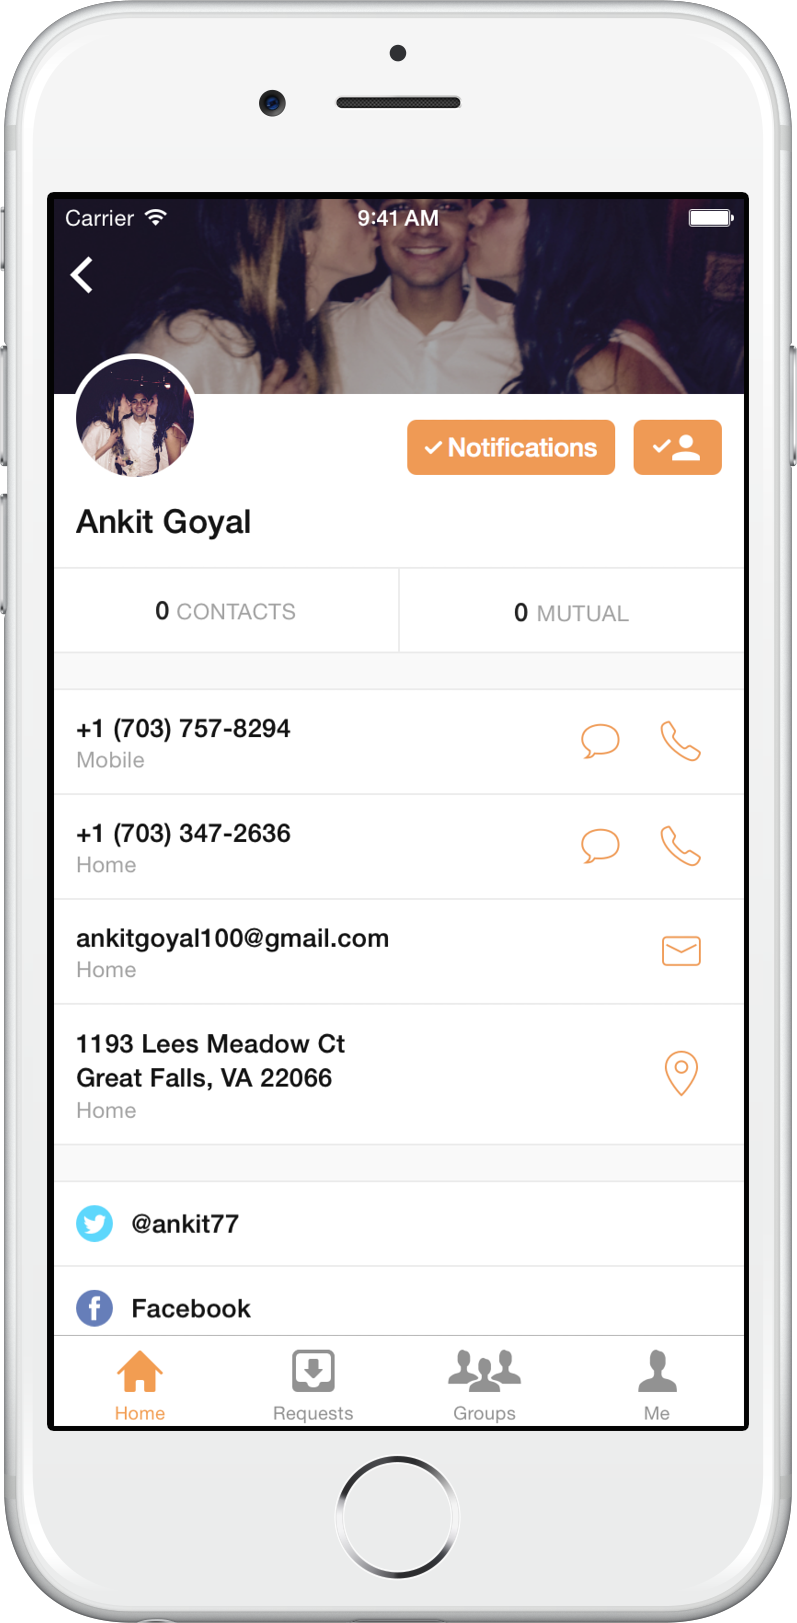 Carrier 9:41 AM
Notifications
Ankit Goyal
0 CONTACTS 0 MUTUAL
+1 (703) 757-8294
Mobile
+1 (703) 347-2636
Home
ankitgoyal100@gmail.com
Home
1193 Lees Meadow Ct
Great Falls, VA 22066
Home
@ankit77
Facebook
Home Requests Groups Me